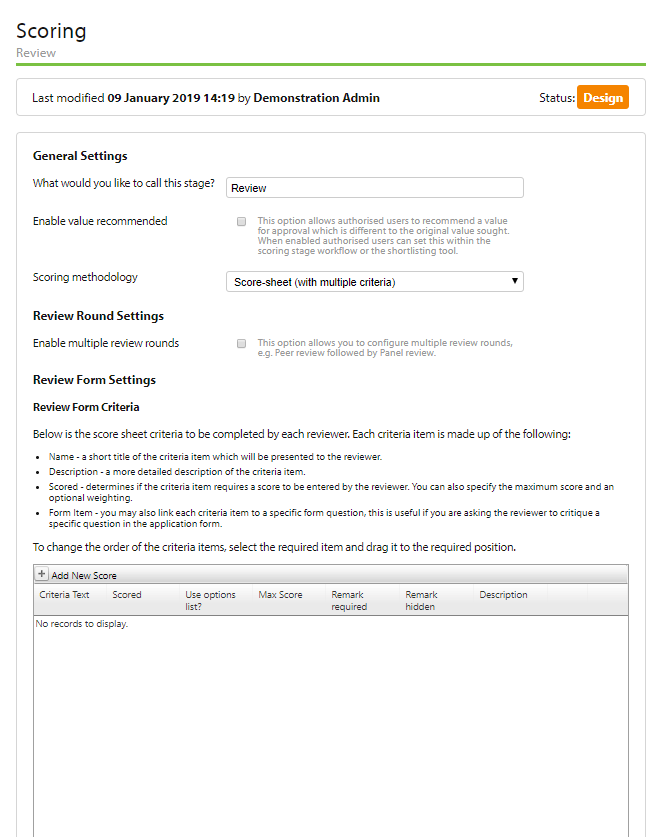 Scoring
Review
Last modified 09 January 2019 14:19 by Demonstration Admin
Status: Design
General Settings
What would you like to call this stage? Review
Enable value recommended
This option allows authorised users to recommend a value
for approval which is different to the original value sought.
When enabled authorised users can set this within the
scoring stage workflow or the shortlisting tool.
Scoring methodology
Score-sheet (with multiple criteria)
Review Round Settings
Enable multiple review rounds
This option allows you to configure multiple review rounds,
e.g. Peer review followed by Panel review.
Review Form Settings
Review Form Criteria
Below is the score sheet criteria to be completed by each reviewer. Each criteria item is made up of the following:
• Name - a short title of the criteria item which will be presented to the reviewer.
• Description - a more detailed description of the criteria item.
• Scored - determines if the criteria item requires a score to be entered by the reviewer. You can also specify the maximum score and an
optional weighting.
• Form Item - you may also link each criteria item to a specific form question, this is useful if you are asking the reviewer to critique a
specific question in the application form.
To change the order of the criteria items, select the required item and drag it to the required position.
+ Add New Score
Criteria Text Scored Use options Max Score Remark Remark Description
list? required hidden
No records to display.